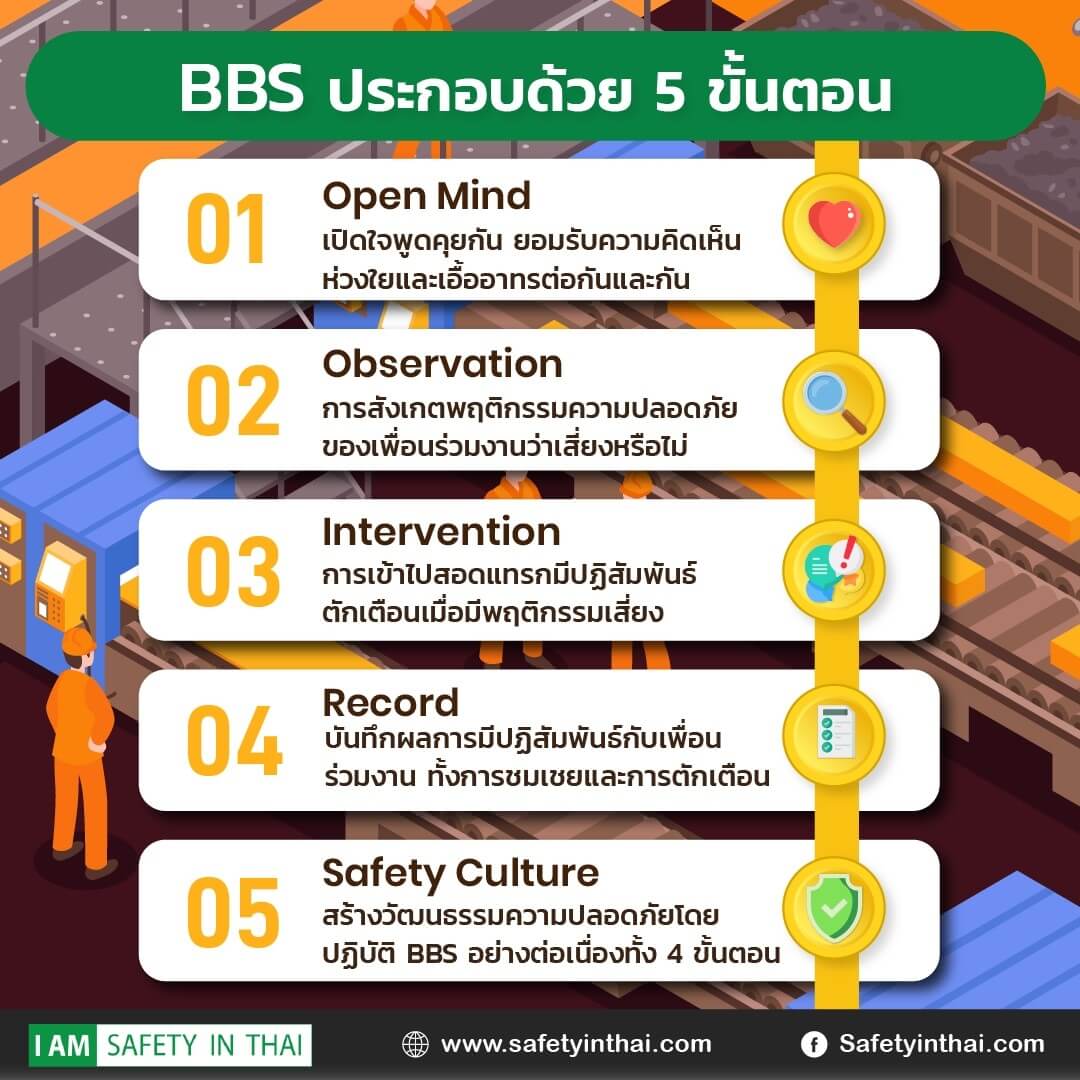 BBS ประกอบด้วย 5 ขั้นตอน
01
Open Mind
เปิดใจพูดคุยกัน ยอมรับความคิดเห็น
ห่วงใยและเอื้ออาทรต่อกันและกัน
02
Observation
การสังเกตพฤติกรรมความปลอดภัย
ของเพื่อนร่วมงานว่าเสี่ยงหรือไม่
03
Intervention
การเข้าไปสอดแทรกมีปฏิสัมพันธ์
ตักเตือนเมื่อมีพฤติกรรมเสี่ยง
04
Record
บันทึกผลการมีปฏิสัมพันธ์กับเพื่อน
ร่วมงาน ทั้งการชมเชยและการตักเตือน
05
Safety Culture
สร้างวัฒนธรรมความปลอดภัยโดย
ปฏิบัติ BBS อย่างต่อเนื่องทั้ง 4 ขั้นตอน
I AM SAFETY IN THAI
www.safetyinthai.com
Safetyinthai.com